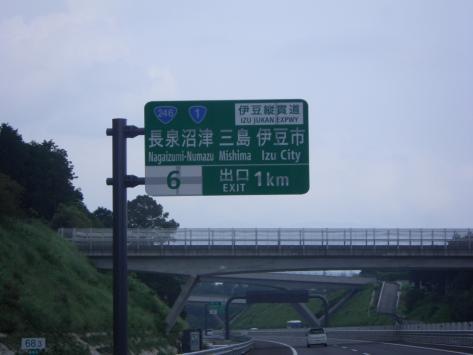 246 1 伊豆縦貫道
IZU JUKAN EXPWY
長泉沼津 三島 伊豆市
Nagaizumi-Numazu Mishima Izu City
6 出口 1km
EXIT
68.3